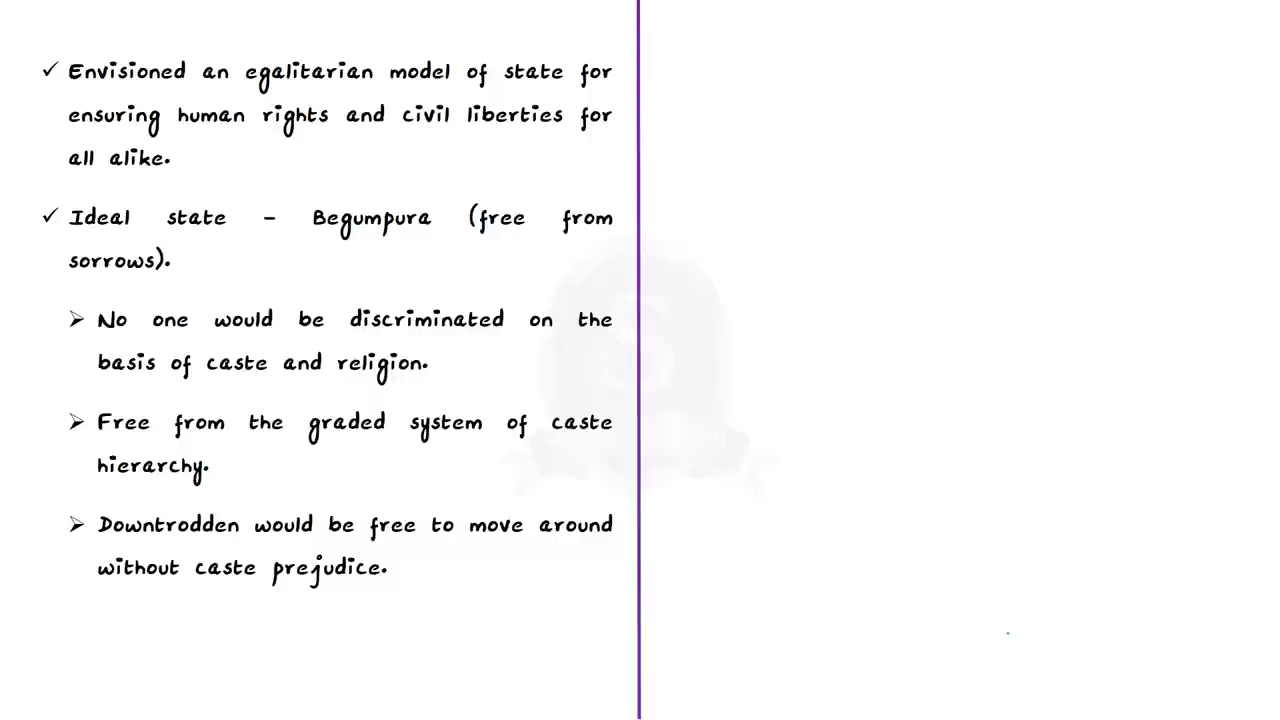 ✓ Envisioned an egalitarian model of state for
ensuring human rights and civil liberties for
all alike.
✓ Ideal state - Begumpura (free from
sorrows).
➢ No one would be discriminated on the
basis of caste and religion.
➢ Free from the graded system of caste
hierarchy.
➢ Downtrodden would be free to move around
without caste prejudice.